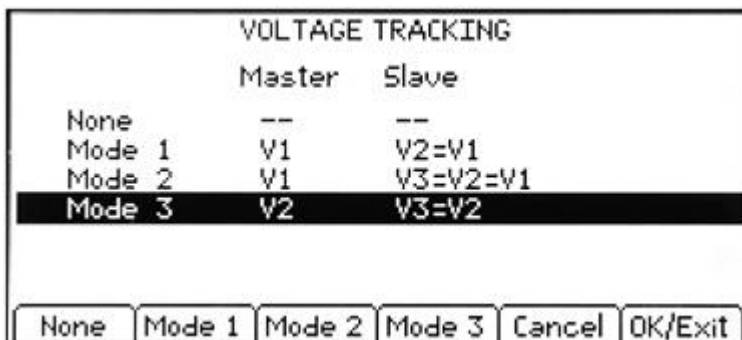 VOLTAGE TRACKING
Master Slave
None -- --
Mode 1 V1 V2=V1
Mode 2 V1 V3=V2=V1
Mode 3 V2 V3=V2
None Mode 1 Mode 2 Mode 3 Cancel OK/Exit